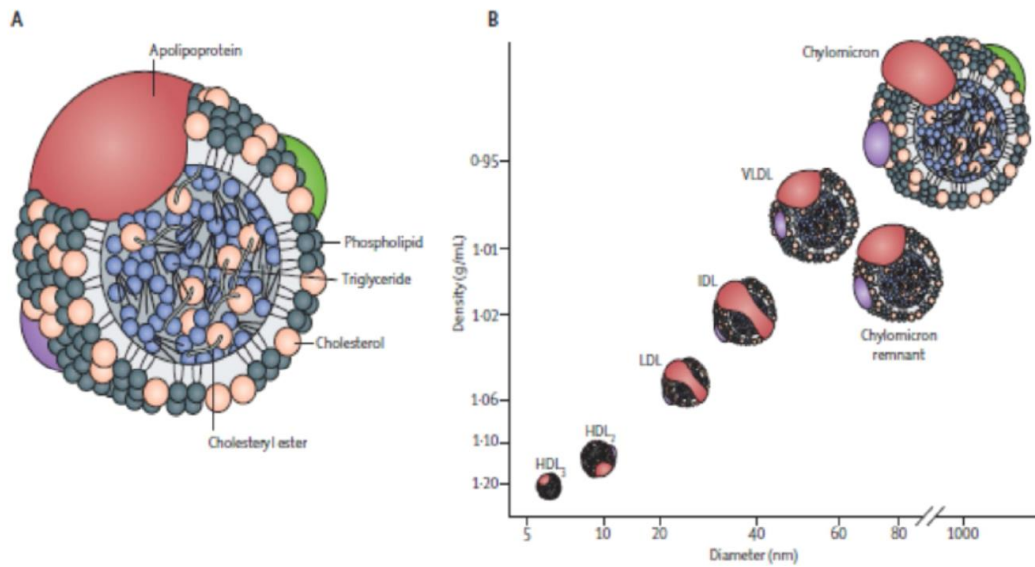 A
Apolipoprotein
Phospholipid
Triglyceride
Cholesterol
Cholesteryl ester
B
Density (g/mL)
0·95
1·01
1·02
1·06
1·10
1·20
Chylomicron
VLDL
Chylomicron
remnant
IDL
LDL
HDL₂
HDL₃
5
10
20
40
60
80
1000
Diameter (nm)